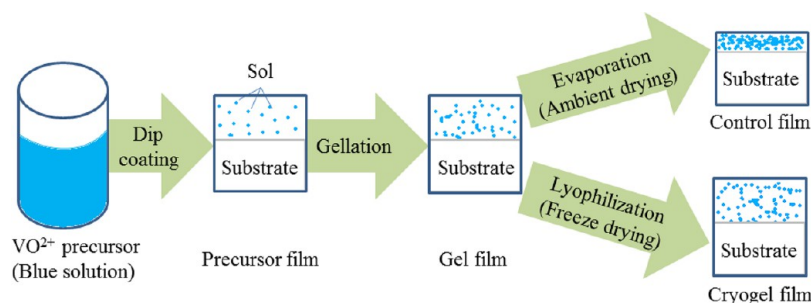 VO²⁺ precursor
(Blue solution)
Dip
coating
Sol
Substrate
Precursor film
Gellation
Substrate
Gel film
Evaporation
(Ambient drying)
Substrate
Control film
Lyophilization
(Freeze drying)
Substrate
Cryogel film